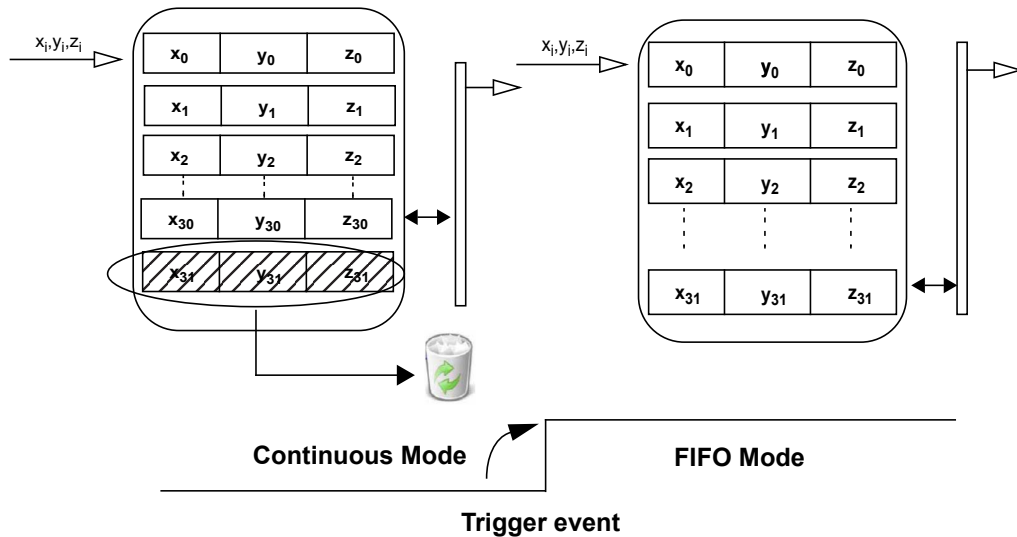 xi,yi,zi
x0 y0 z0
x1 y1 z1
x2 y2 z2
x30 y30 z30
x31 y31 z31
xi,yi,zi
x0 y0 z0
x1 y1 z1
x2 y2 z2
x31 y31 z31
Continuous Mode
FIFO Mode
Trigger event